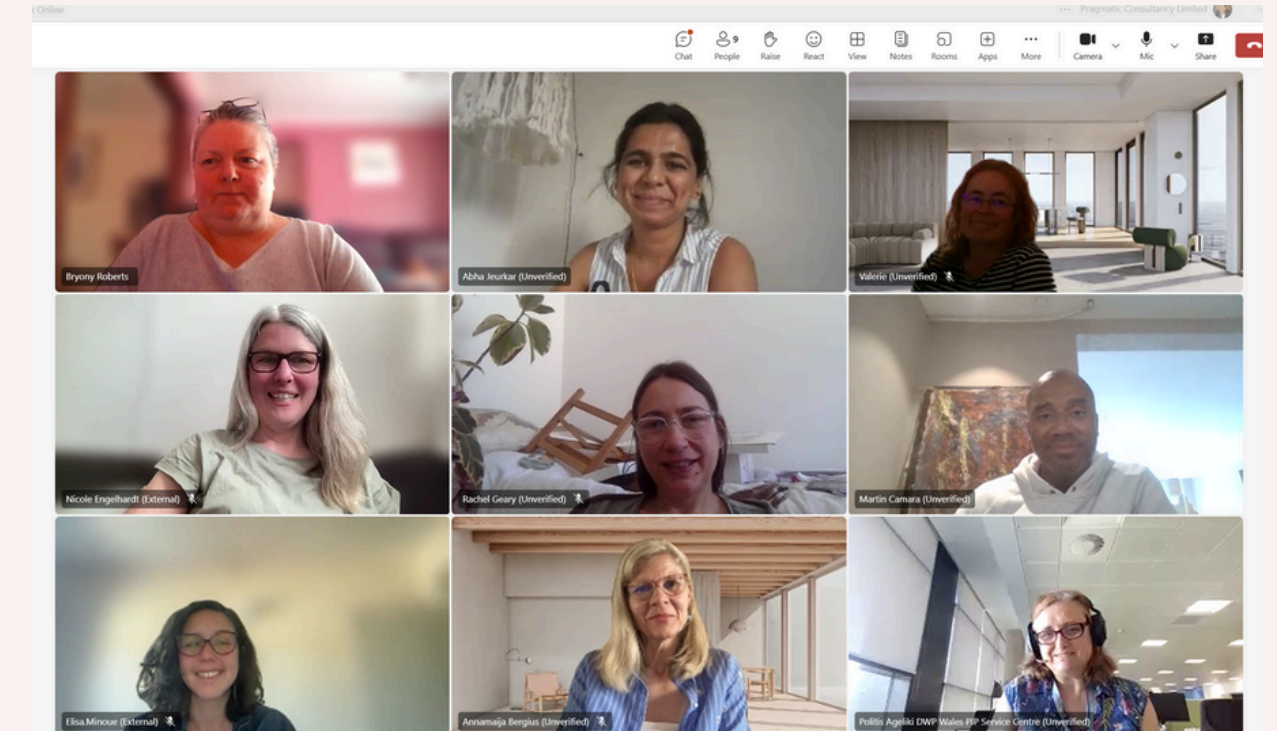 Online
Pragmatic Consultancy Limited
9
Chat
People
Raise
React
View
Notes
Rooms
Apps
More
Camera
Mic
Share
Bryony Roberts
Abha Jeurkar (Unverified)
Valerie (Unverified)
Nicole Engelhardt (External)
Rachel Geary (Unverified)
Martin Camara (Unverified)
Elisa.Minoue (External)
Annamaija Bergius (Unverified)
Politis Ageliki DWP Wales PIP Service Centre (Unverified)